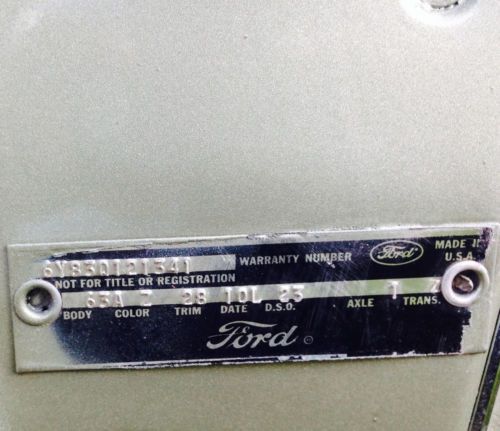 6Y83Q121341 WARRANTY NUMBER Ford MADE IN
NOT FOR TITLE OR REGISTRATION U.S.A.
63A Z 28 10L 23 1 4
BODY COLOR TRIM DATE D.S.O. AXLE TRANS.
Ford